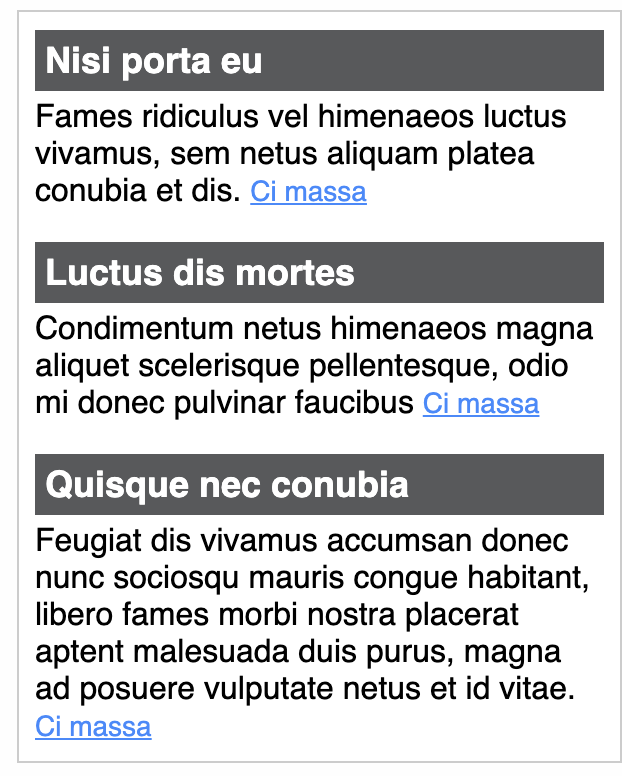 Nisi porta eu
Fames ridiculus vel himenaeos luctus
vivamus, sem netus aliquam platea
conubia et dis. Ci massa
Luctus dis mortes
Condimentum netus himenaeos magna
aliquet scelerisque pellentesque, odio
mi donec pulvinar faucibus Ci massa
Quisque nec conubia
Feugiat dis vivamus accumsan donec
nunc sociosqu mauris congue habitant,
libero fames morbi nostra placerat
aptent malesuada duis purus, magna
ad posuere vulputate netus et id vitae.
Ci massa